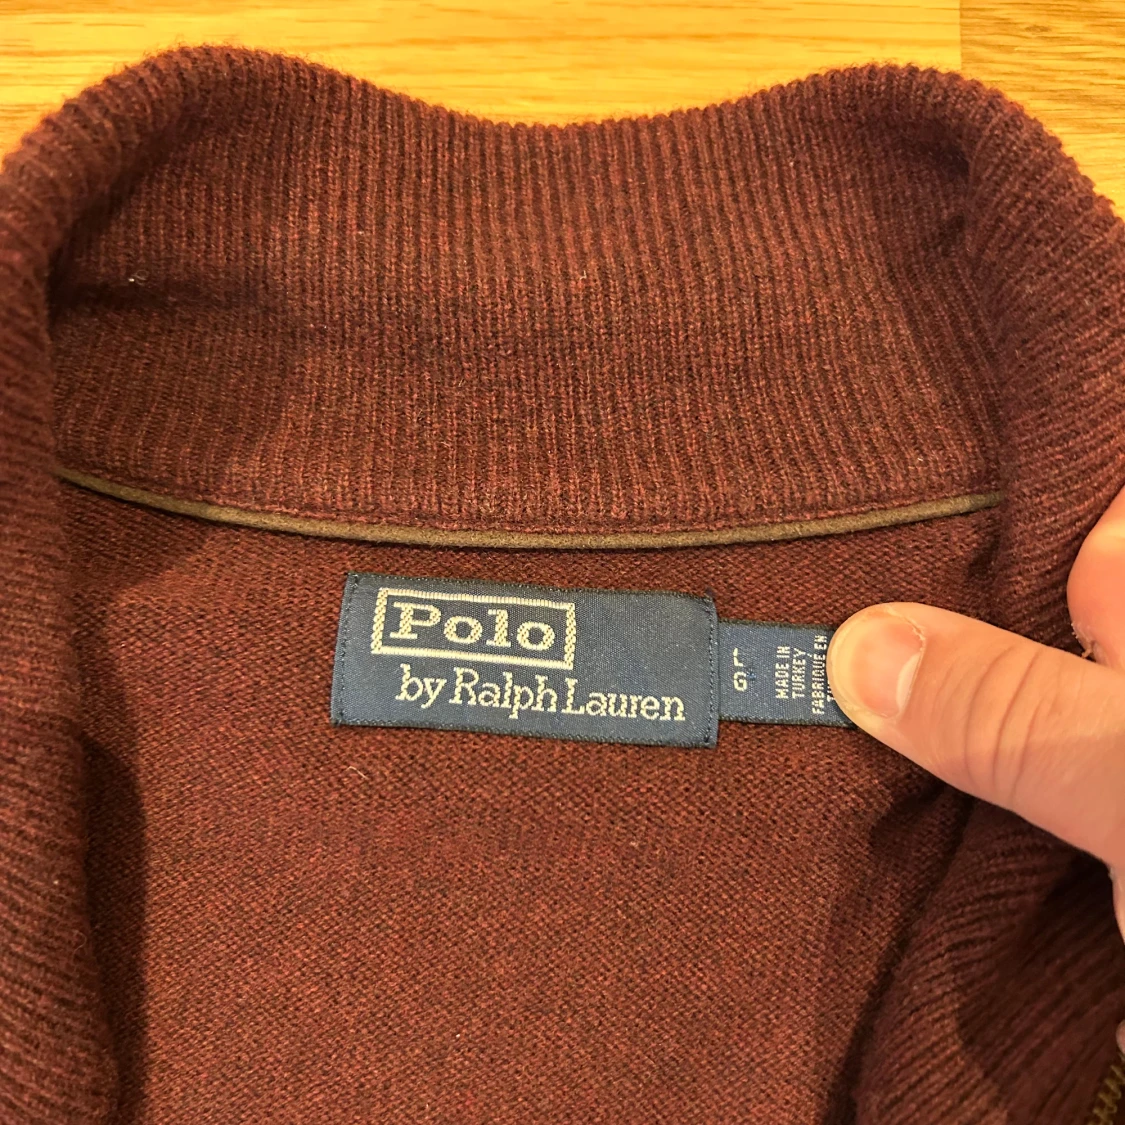 Polo
by Ralph Lauren
L
G
MADE IN
TURKEY
FABRIQUE EN